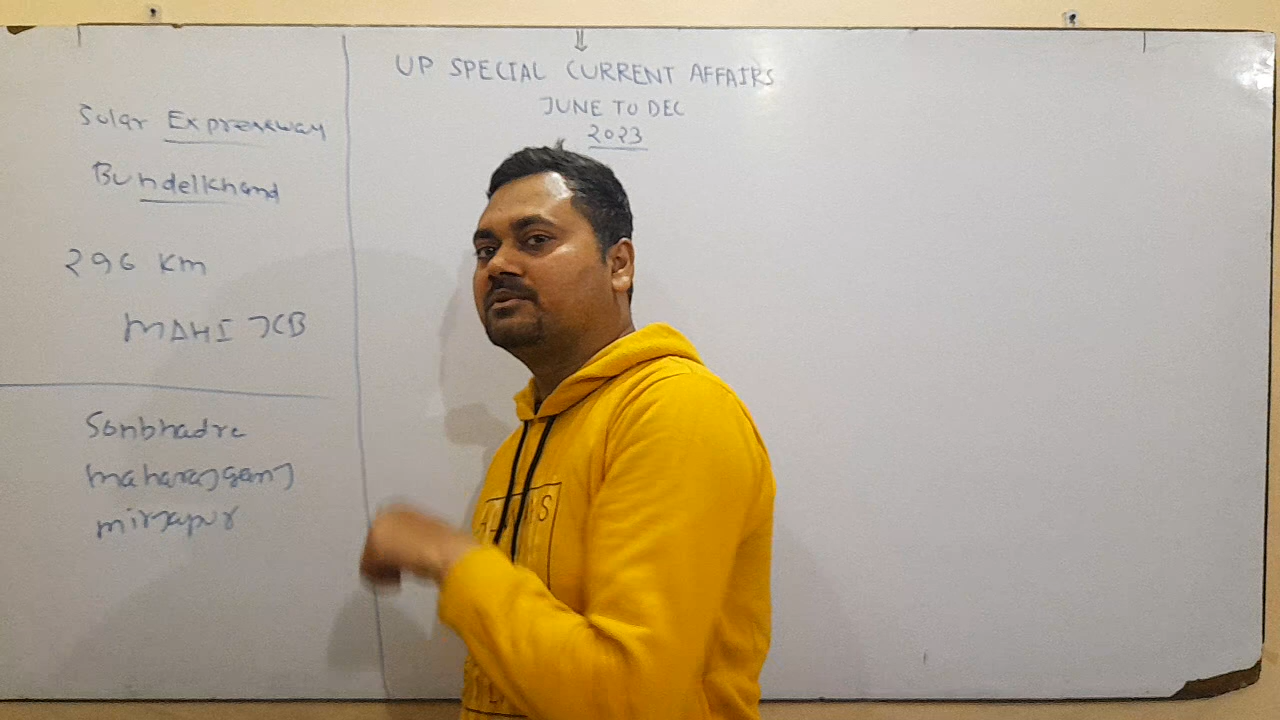 UP SPECIAL CURRENT AFFAIRS
JUNE TO DEC
2023
Solar Expressway
Bundelkhand
296 Km
MAHI JCB
Sonbhadra
maharajganj
mirzapur